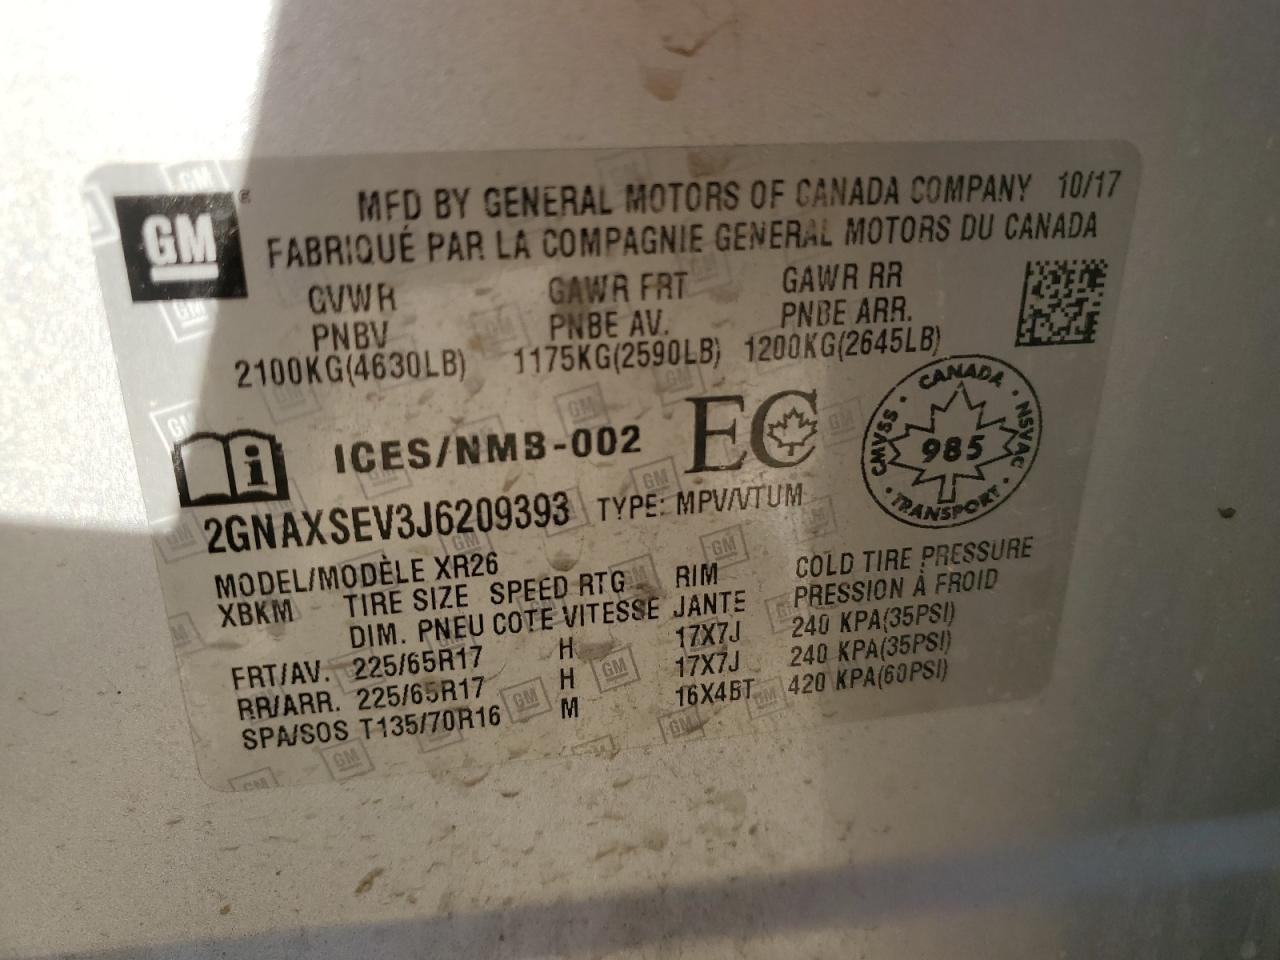 GM
MFD BY GENERAL MOTORS OF CANADA COMPANY 10/17
FABRIQUÉ PAR LA COMPAGNIE GENERAL MOTORS DU CANADA
GVWR GAWR FRT GAWR RR
PNBV PNBE AV. PNBE ARR.
2100KG(4630LB) 1175KG(2590LB) 1200KG(2645LB)
ICES/NMB-002 EC
CANADA · NSVAC · TRANSPORT · CMVSS ·
985
2GNAXSEV3J6209393 TYPE: MPV/VTUM
MODEL/MODÈLE XR26
XBKM TIRE SIZE SPEED RTG RIM COLD TIRE PRESSURE
DIM. PNEU COTE VITESSE JANTE PRESSION À FROID
FRT/AV. 225/65R17 H 17X7J 240 KPA(35PSI)
RR/ARR. 225/65R17 H 17X7J 240 KPA(35PSI)
SPA/SOS T135/70R16 M 16X4BT 420 KPA(60PSI)